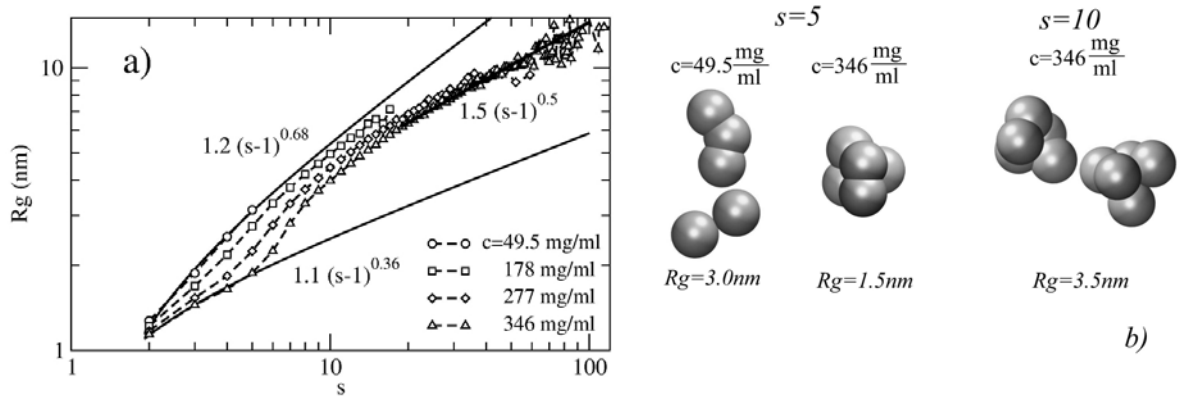 a)
10
1
Rg (nm)
1.2 (s-1)^0.68
1.5 (s-1)^0.5
1.1 (s-1)^0.36
c=49.5 mg/ml
178 mg/ml
277 mg/ml
346 mg/ml
1
10
100
s
s=5
s=10
c=49.5 mg/ml
c=346 mg/ml
c=346 mg/ml
Rg=3.0nm
Rg=1.5nm
Rg=3.5nm
b)